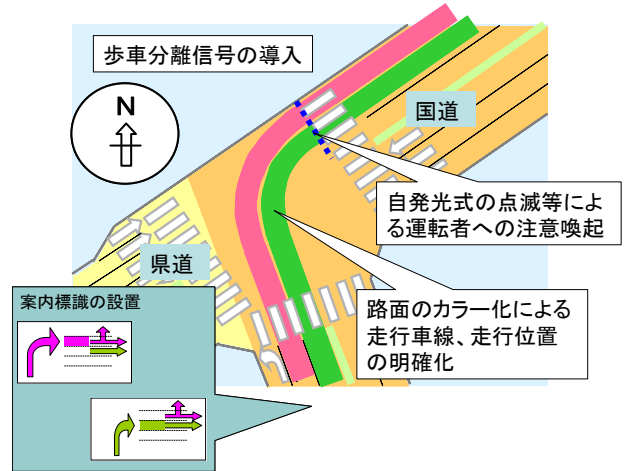 歩車分離信号の導入
N
国道
自発光式の点滅等によ
る運転者への注意喚起
県道
路面のカラー化による
走行車線、走行位置
の明確化
案内標識の設置